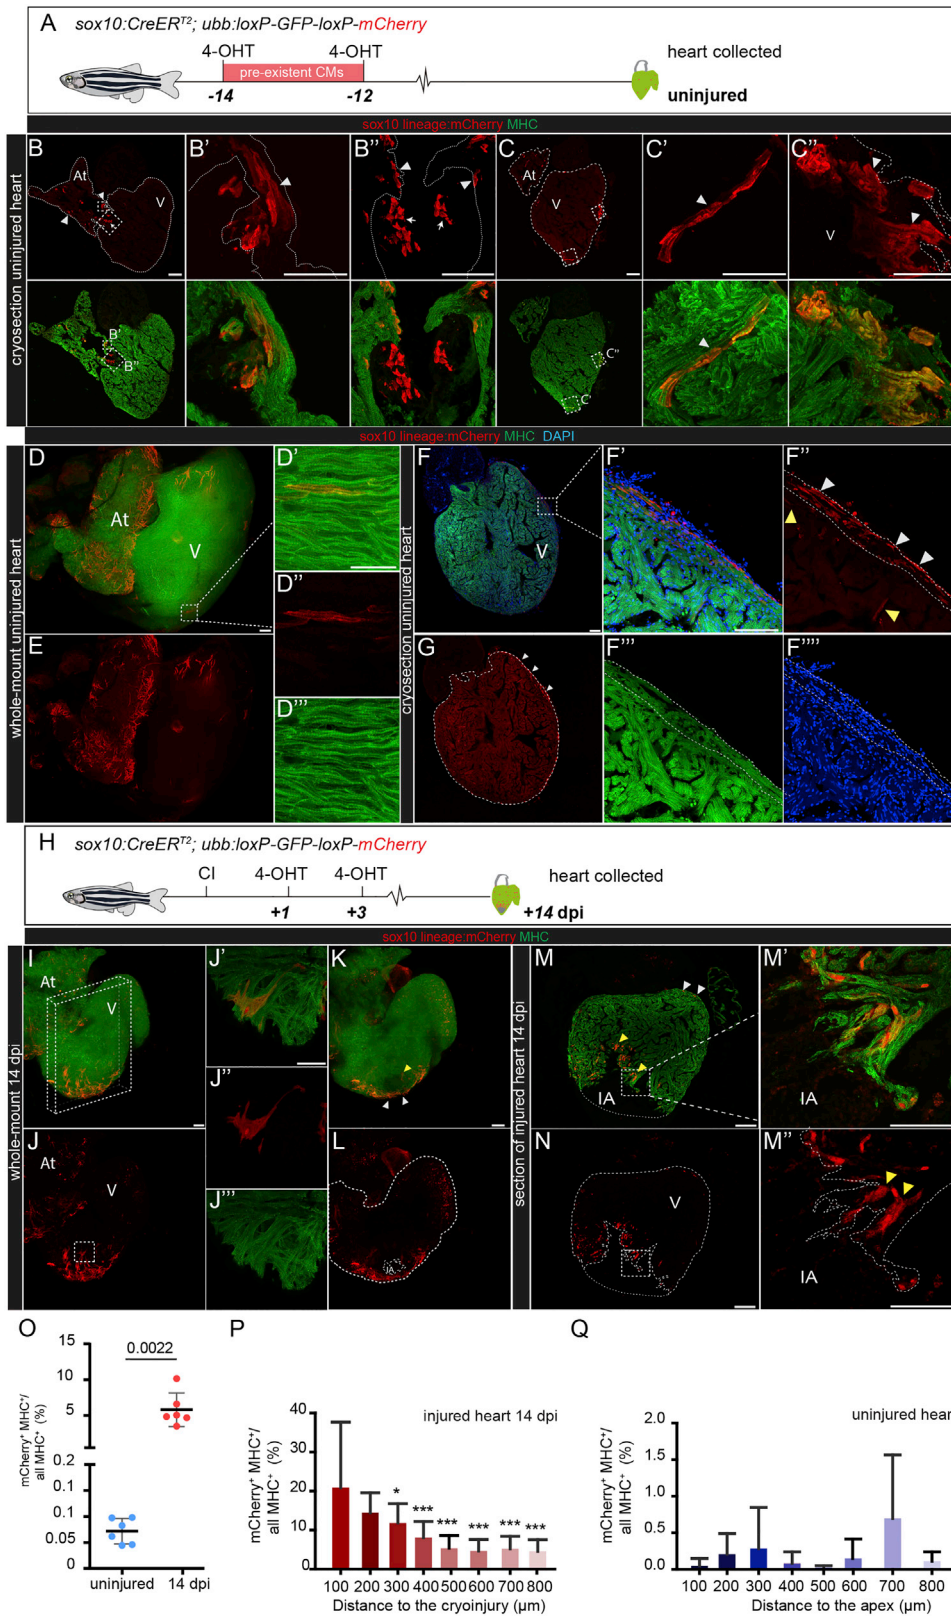 A sox10:CreERT2; ubb:loxP-GFP-loxP-mCherry
4-OHT 4-OHT heart collected
pre-existent CMs
-14 -12 uninjured
sox10 lineage:mCherry MHC
cryosection uninjured heart
B B' B'' C C' C''
At V At V V
B' B'' C'' C'
sox10 lineage:mCherry MHC DAPI
whole-mount uninjured heart
D D' At V
D''
E D'''
cryosection uninjured heart
F F' F'' V
G F''' F''''
H sox10:CreERT2; ubb:loxP-GFP-loxP-mCherry
CI 4-OHT 4-OHT heart collected
+1 +3 +14 dpi
sox10 lineage:mCherry MHC
whole-mount 14 dpi
I At V J' K
J'' J At V L IA
J'''
section of injured heart 14 dpi
M IA M' IA
N V M'' IA
O
mCherry+ MHC+/
all MHC+ (%)
15
10
5
0.2
0.1
0.1
0.05
0
0.0022
uninjured 14 dpi
P
injured heart 14 dpi
mCherry+ MHC+/
all MHC+ (%)
40
30
20
10
0
* *** *** *** *** ***
100 200 300 400 500 600 700 800
Distance to the cryoinjury (µm)
Q
uninjured hear
mCherry+ MHC+/
all MHC+ (%)
2.0
1.5
1.0
0.5
0.0
100 200 300 400 500 600 700 800
Distance to the apex (µm)